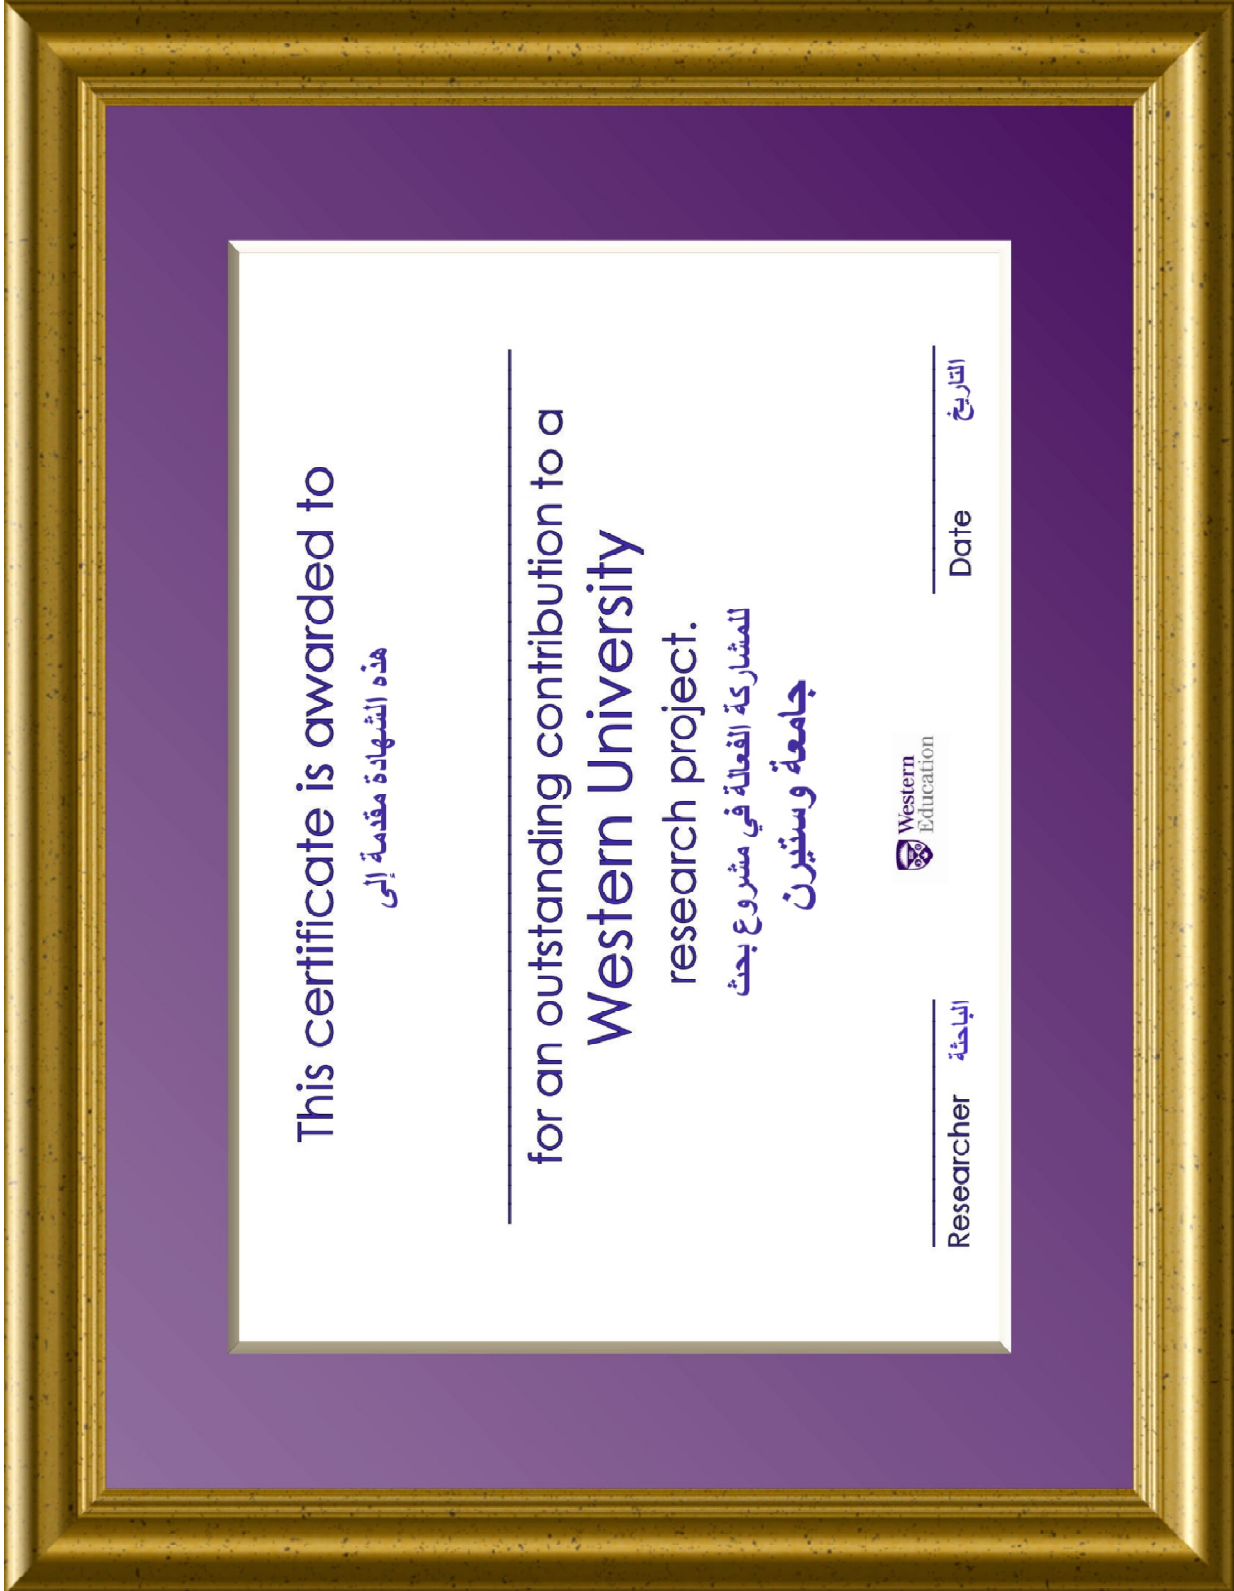 This certificate is awarded to
هذه الشهادة مقدمة إلى
for an outstanding contribution to a
Western University
research project.
للمشاركة الفعالة في مشروع بحث
جامعة وستيرن
Western
Education
Researcher الباحثة
Date التاريخ